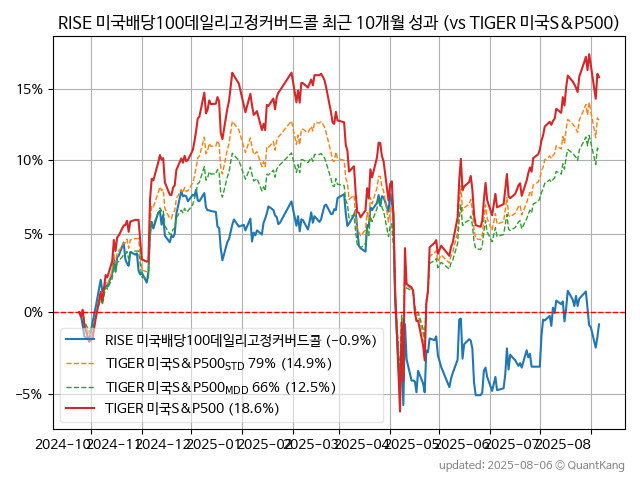 RISE 미국배당100데일리고정커버드콜 최근 10개월 성과 (vs TIGER 미국S&P500)
15%
10%
5%
0%
−5%
RISE 미국배당100데일리고정커버드콜 (−0.9%)
TIGER 미국S&P500STD 79% (14.9%)
TIGER 미국S&P500MDD 66% (12.5%)
TIGER 미국S&P500 (18.6%)
2024-10 2024-11 2024-12 2025-01 2025-02 2025-03 2025-04 2025-05 2025-06 2025-07 2025-08
updated: 2025-08-06 © QuantKang